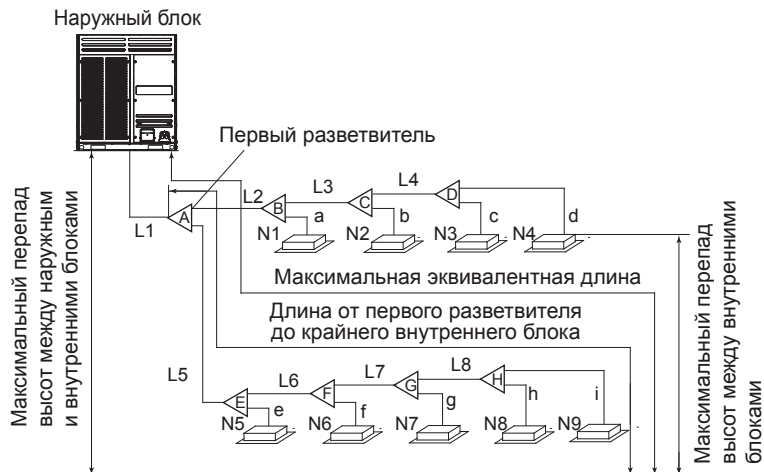 Наружный блок
Первый разветвитель
Максимальный перепад
высот между наружным
и внутренними блоками
L1
A
L2
B
L3
C
L4
D
a
b
c
d
N1
N2
N3
N4
Максимальная эквивалентная длина
Длина от первого разветвителя
до крайнего внутреннего блока
L5
E
L6
F
L7
G
L8
H
e
f
g
h
i
N5
N6
N7
N8
N9
Максимальный перепад
высот между внутренними
блоками